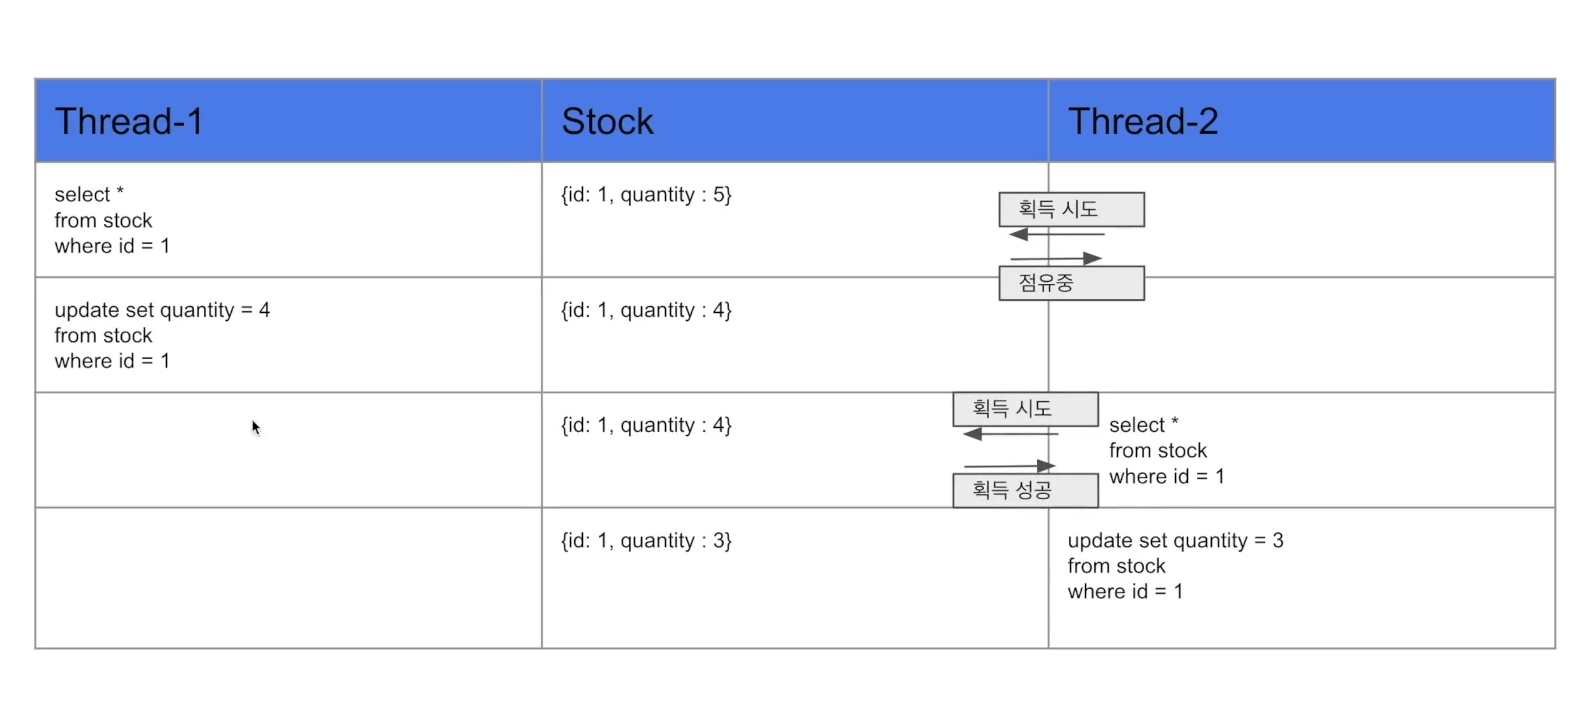 Thread-1
Stock
Thread-2
select *
from stock
where id = 1
{id: 1, quantity : 5}
획득 시도
점유중
update set quantity = 4
from stock
where id = 1
{id: 1, quantity : 4}
{id: 1, quantity : 4}
획득 시도
획득 성공
select *
from stock
where id = 1
{id: 1, quantity : 3}
update set quantity = 3
from stock
where id = 1